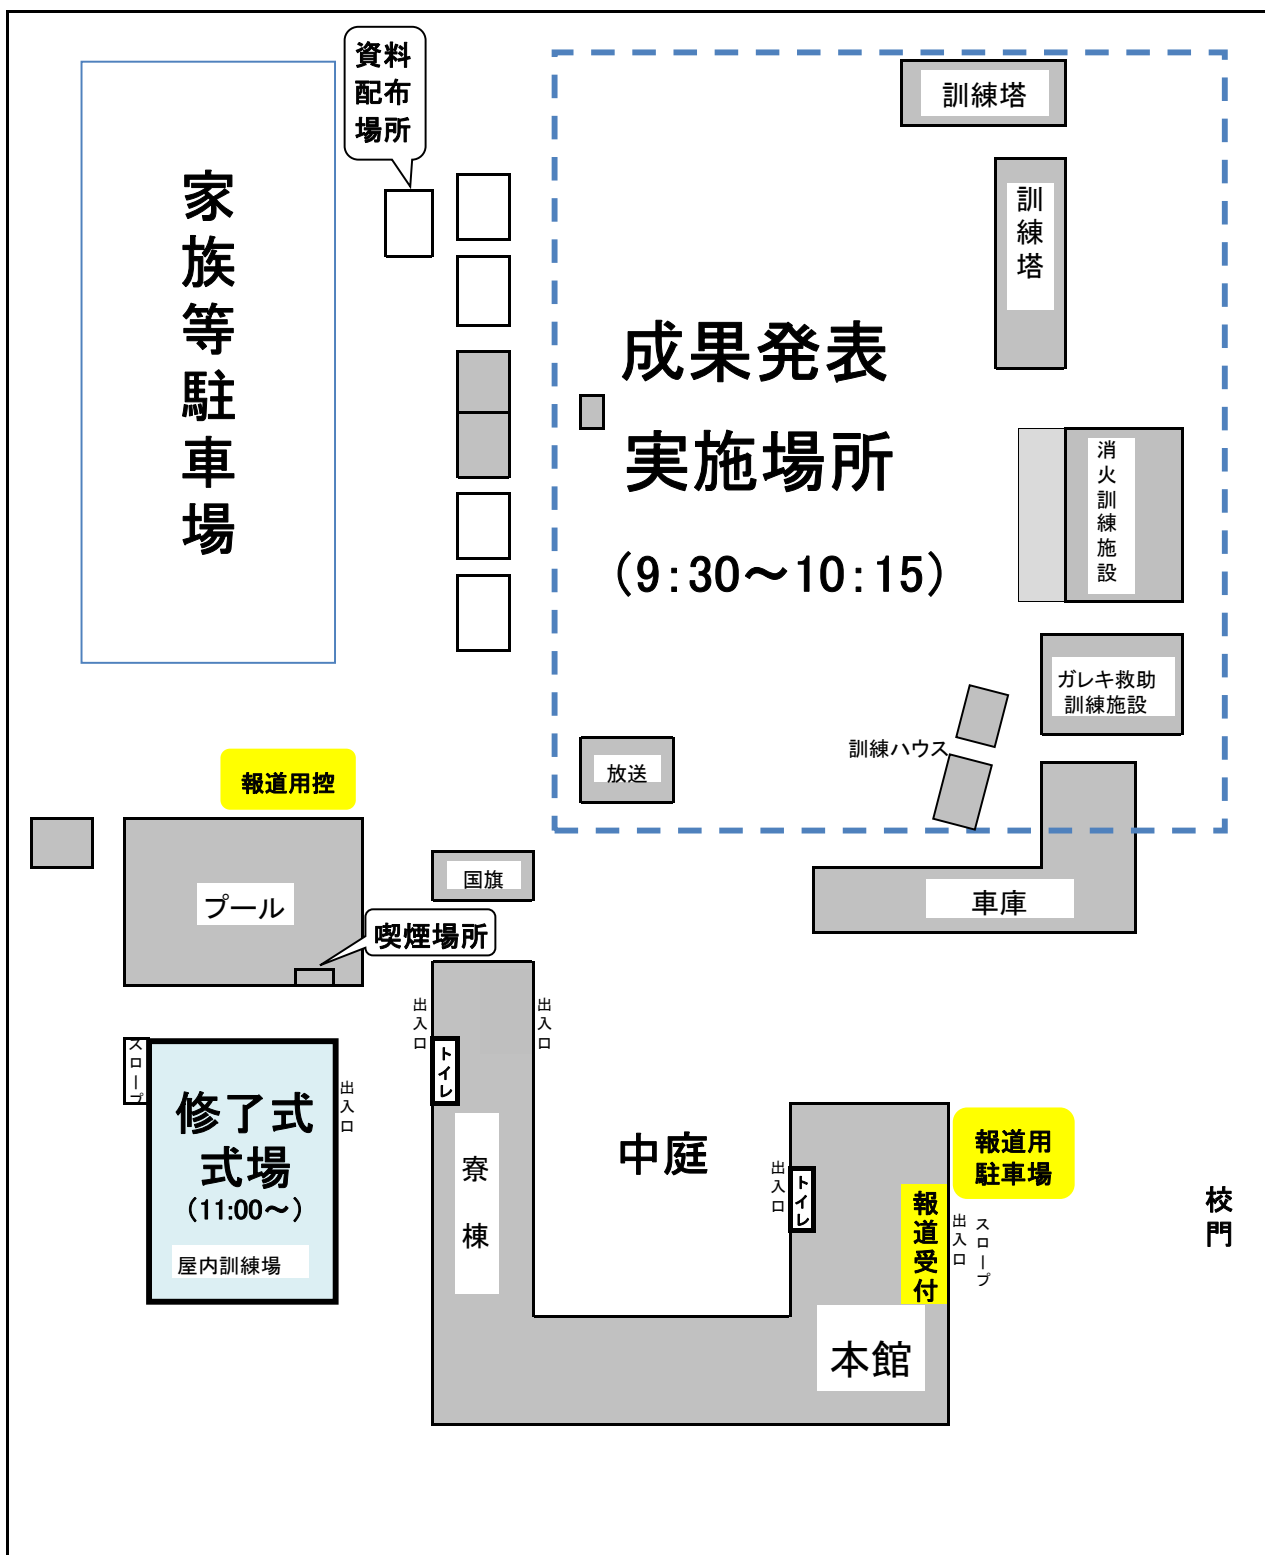 資料
配布
場所
訓練塔
訓練塔
家族等駐車場
成果発表
実施場所
（9：30～10：15）
消火訓練施設
ガレキ救助
訓練施設
訓練ハウス
放送
報道用控
国旗
プール
車庫
喫煙場所
出入口
出入口
スロープ
トイレ
出入口
修了式
式場
（11:00～）
屋内訓練場
寮棟
中庭
出入口
トイレ
報道用
駐車場
報道受付
出入口
スロープ
校門
本館